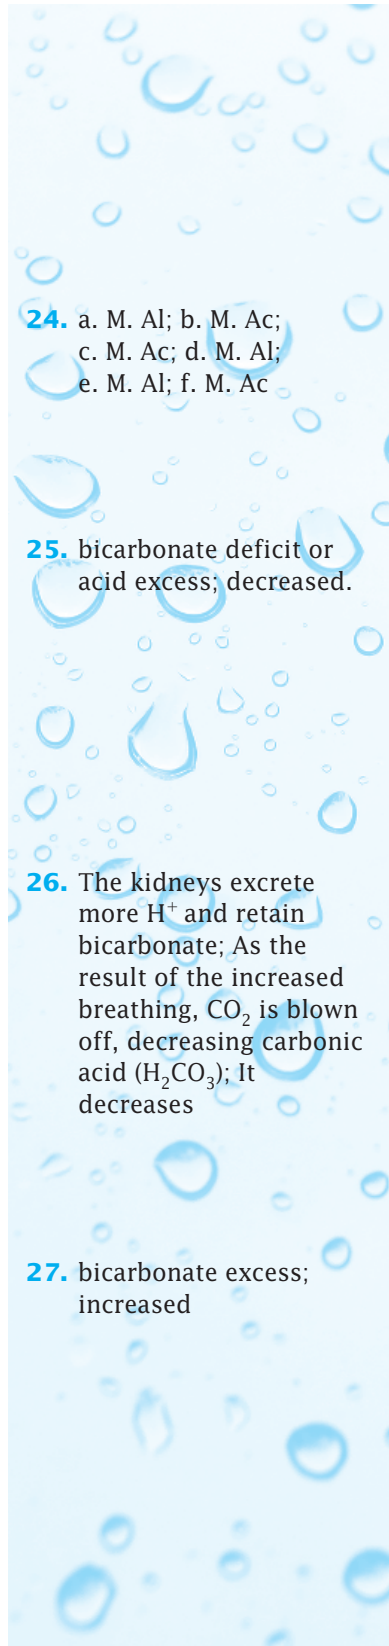 24. a. M. Al; b. M. Ac;
c. M. Ac; d. M. Al;
e. M. Al; f. M. Ac
25. bicarbonate deficit or
acid excess; decreased.
26. The kidneys excrete
more H⁺ and retain
bicarbonate; As the
result of the increased
breathing, CO₂ is blown
off, decreasing carbonic
acid (H₂CO₃); It
decreases
27. bicarbonate excess;
increased